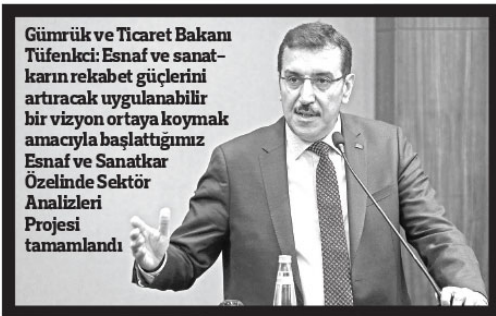 Gümrük ve Ticaret Bakanı
Tüfenkci: Esnaf ve sanat-
karın rekabet güçlerini
artıracak uygulanabilir
bir vizyon ortaya koymak
amacıyla başlattığımız
Esnaf ve Sanatkar
Özelinde Sektör
Analizleri
Projesi
tamamlandı